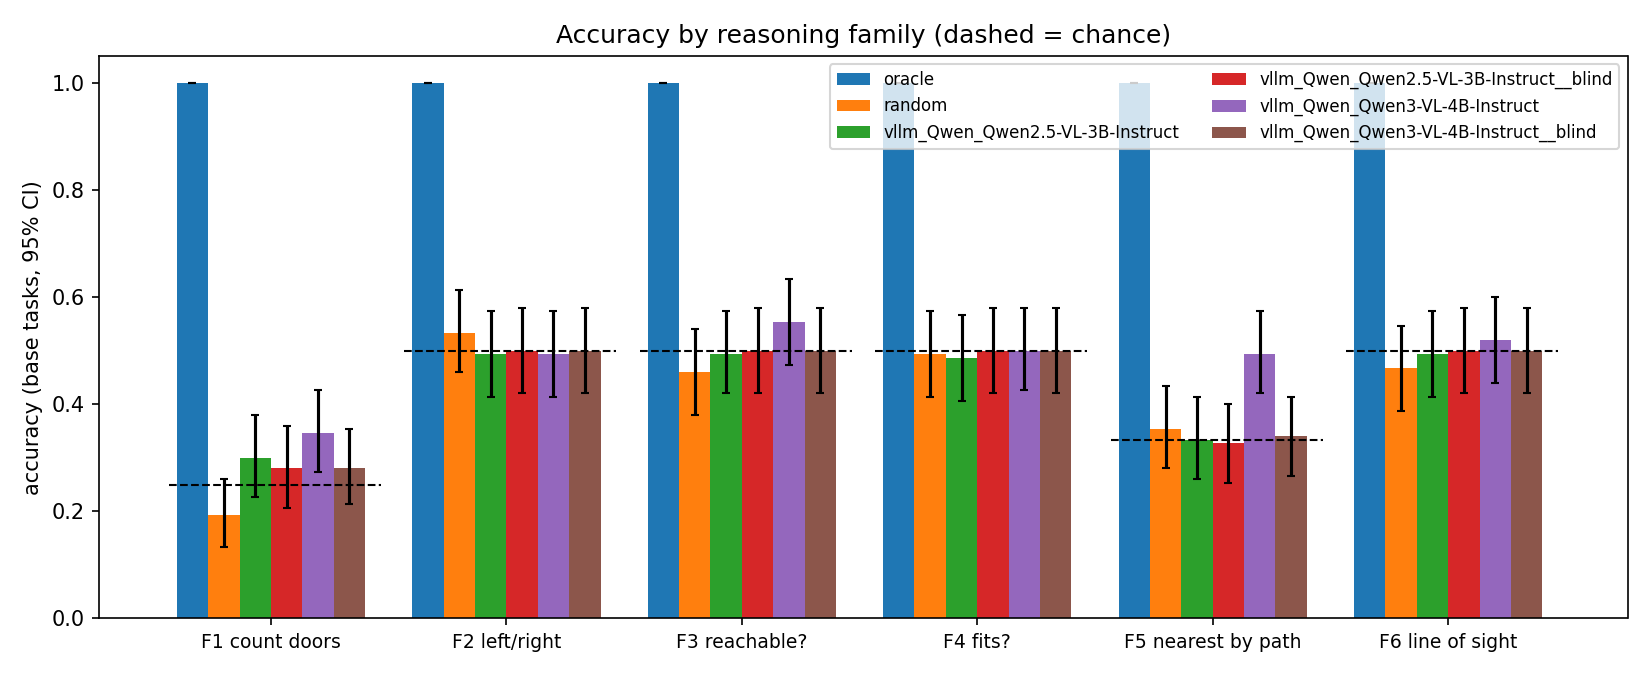 Accuracy by reasoning family (dashed = chance)
accuracy (base tasks, 95% CI)
1.0
0.8
0.6
0.4
0.2
0.0
oracle
random
vllm_Qwen_Qwen2.5-VL-3B-Instruct
vllm_Qwen_Qwen2.5-VL-3B-Instruct__blind
vllm_Qwen_Qwen3-VL-4B-Instruct
vllm_Qwen_Qwen3-VL-4B-Instruct__blind
F1 count doors
F2 left/right
F3 reachable?
F4 fits?
F5 nearest by path
F6 line of sight